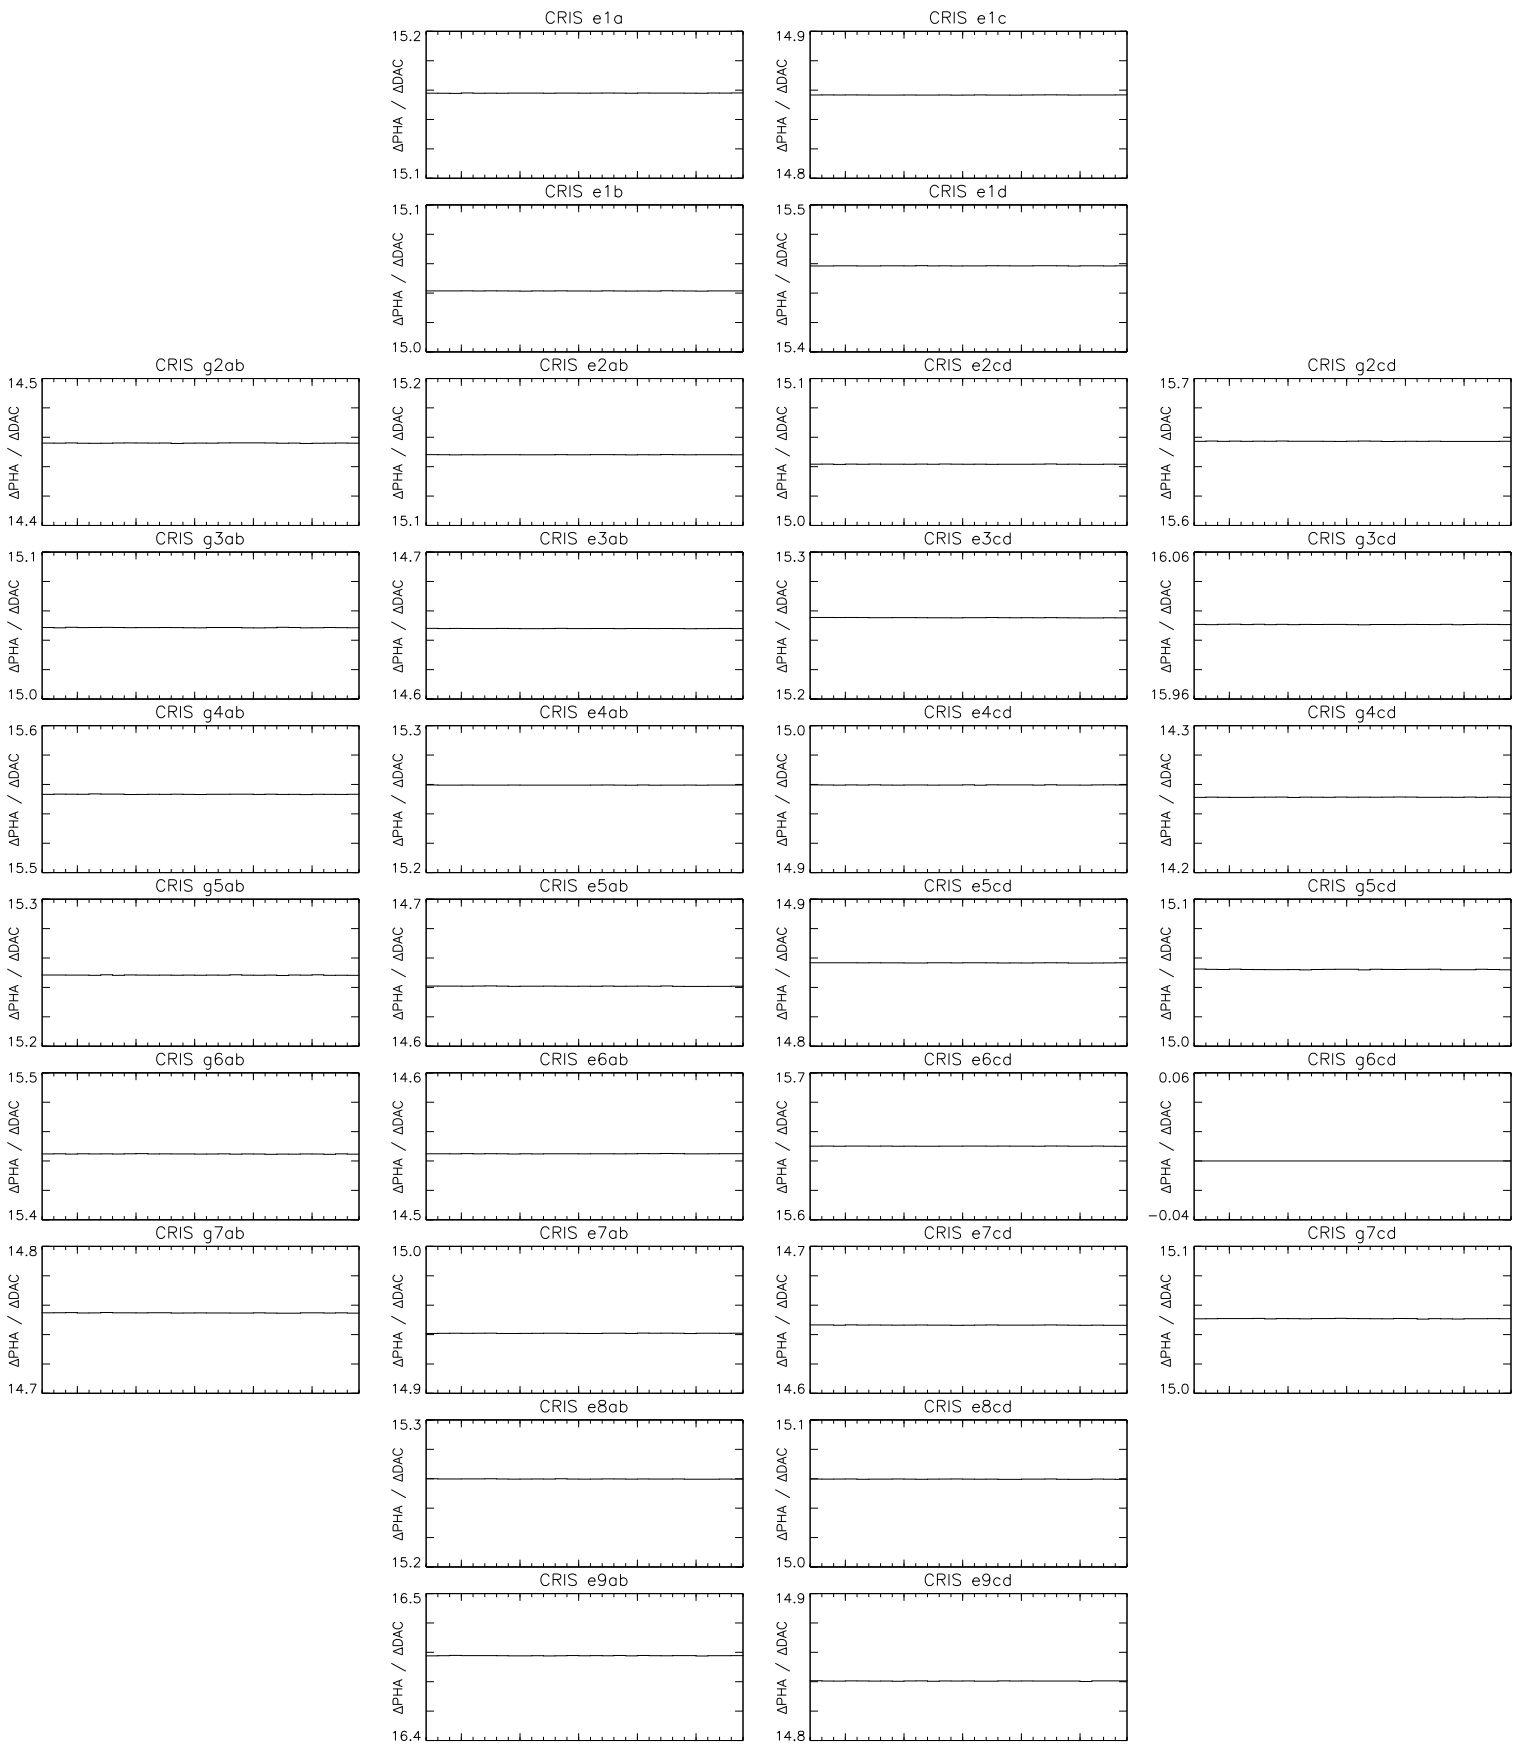 CRIS e1a
15.2
ΔPHA / ΔDAC
15.1
CRIS e1c
14.9
ΔPHA / ΔDAC
14.8
CRIS e1b
15.1
ΔPHA / ΔDAC
15.0
CRIS e1d
15.5
ΔPHA / ΔDAC
15.4
CRIS g2ab
14.5
ΔPHA / ΔDAC
14.4
CRIS e2ab
15.2
ΔPHA / ΔDAC
15.1
CRIS e2cd
15.1
ΔPHA / ΔDAC
15.0
CRIS g2cd
15.7
ΔPHA / ΔDAC
15.6
CRIS g3ab
15.1
ΔPHA / ΔDAC
15.0
CRIS e3ab
14.7
ΔPHA / ΔDAC
14.6
CRIS e3cd
15.3
ΔPHA / ΔDAC
15.2
CRIS g3cd
16.06
ΔPHA / ΔDAC
15.96
CRIS g4ab
15.6
ΔPHA / ΔDAC
15.5
CRIS e4ab
15.3
ΔPHA / ΔDAC
15.2
CRIS e4cd
15.0
ΔPHA / ΔDAC
14.9
CRIS g4cd
14.3
ΔPHA / ΔDAC
14.2
CRIS g5ab
15.3
ΔPHA / ΔDAC
15.2
CRIS e5ab
14.7
ΔPHA / ΔDAC
14.6
CRIS e5cd
14.9
ΔPHA / ΔDAC
14.8
CRIS g5cd
15.1
ΔPHA / ΔDAC
15.0
CRIS g6ab
15.5
ΔPHA / ΔDAC
15.4
CRIS e6ab
14.6
ΔPHA / ΔDAC
14.5
CRIS e6cd
15.7
ΔPHA / ΔDAC
15.6
CRIS g6cd
0.06
ΔPHA / ΔDAC
−0.04
CRIS g7ab
14.8
ΔPHA / ΔDAC
14.7
CRIS e7ab
15.0
ΔPHA / ΔDAC
14.9
CRIS e7cd
14.7
ΔPHA / ΔDAC
14.6
CRIS g7cd
15.1
ΔPHA / ΔDAC
15.0
CRIS e8ab
15.3
ΔPHA / ΔDAC
15.2
CRIS e8cd
15.1
ΔPHA / ΔDAC
15.0
CRIS e9ab
16.5
ΔPHA / ΔDAC
16.4
CRIS e9cd
14.9
ΔPHA / ΔDAC
14.8